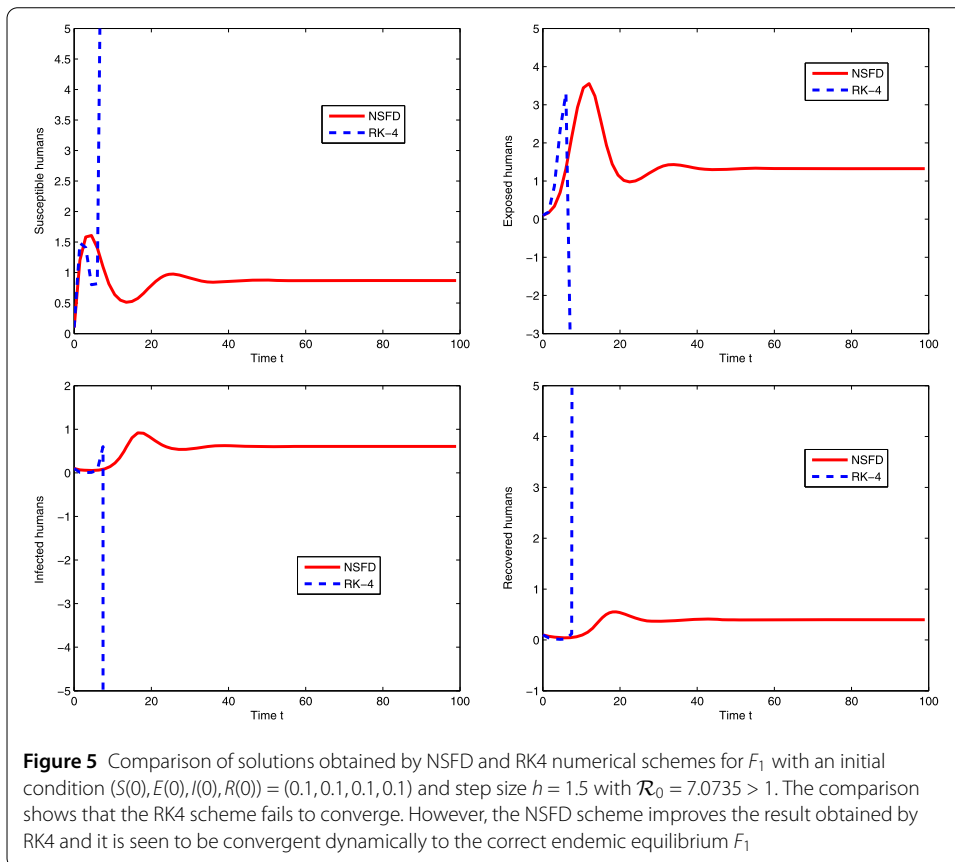 5
4.5
4
3.5
3
2.5
2
1.5
1
0.5
0
Susceptible humans
NSFD
RK−4
0 20 40 60 80 100
Time t
5
4
3
2
1
0
−1
−2
−3
Exposed humans
NSFD
RK−4
0 20 40 60 80 100
Time t
2
1
0
−1
−2
−3
−4
−5
Infected humans
NSFD
RK−4
0 20 40 60 80 100
Time t
5
4
3
2
1
0
−1
Recovered humans
NSFD
RK−4
0 20 40 60 80 100
Time t
Figure 5 Comparison of solutions obtained by NSFD and RK4 numerical schemes for F₁ with an initial
condition (S(0), E(0), I(0), R(0)) = (0.1, 0.1, 0.1, 0.1) and step size h = 1.5 with 𝓡₀ = 7.0735 > 1. The comparison
shows that the RK4 scheme fails to converge. However, the NSFD scheme improves the result obtained by
RK4 and it is seen to be convergent dynamically to the correct endemic equilibrium F₁